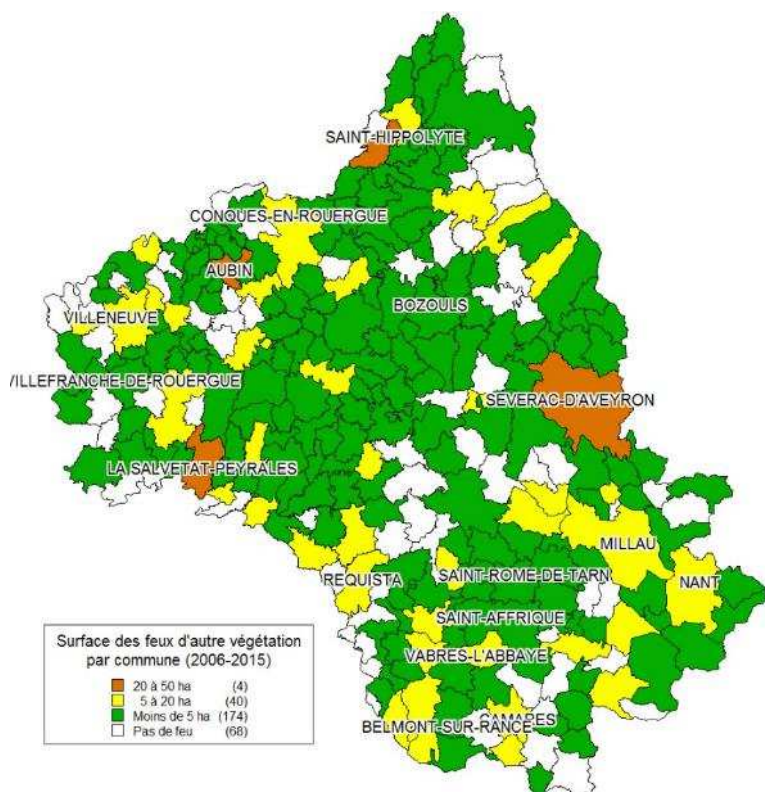 SAINT-HIPPOLYTE
CONQUES-EN-ROUERGUE
AUBIN
BOZOULS
VILLENEUVE
VILLEFRANCHE-DE-ROUERGUE
SEVERAC-D'AVEYRON
LA SALVETAT-PEYRALES
MILLAU
REQUISTA
SAINT-ROME-DE-TARN
NANT
SAINT-AFFRIQUE
VABRES-L'ABBAYE
CAMARES
BELMONT-SUR-RANCE
Surface des feux d'autre végétation
par commune (2006-2015)
20 à 50 ha (4)
5 à 20 ha (40)
Moins de 5 ha (174)
Pas de feu (68)